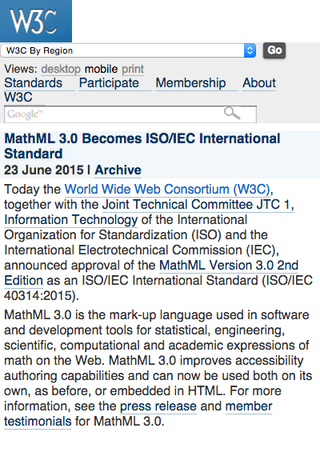 W3C
W3C By Region
Go
Views: desktop mobile print
Standards Participate Membership About
W3C
Google™
MathML 3.0 Becomes ISO/IEC International
Standard
23 June 2015 | Archive
Today the World Wide Web Consortium (W3C),
together with the Joint Technical Committee JTC 1,
Information Technology of the International
Organization for Standardization (ISO) and the
International Electrotechnical Commission (IEC),
announced approval of the MathML Version 3.0 2nd
Edition as an ISO/IEC International Standard (ISO/IEC
40314:2015).
MathML 3.0 is the mark-up language used in software
and development tools for statistical, engineering,
scientific, computational and academic expressions of
math on the Web. MathML 3.0 improves accessibility
authoring capabilities and can now be used both on its
own, as before, or embedded in HTML. For more
information, see the press release and member
testimonials for MathML 3.0.